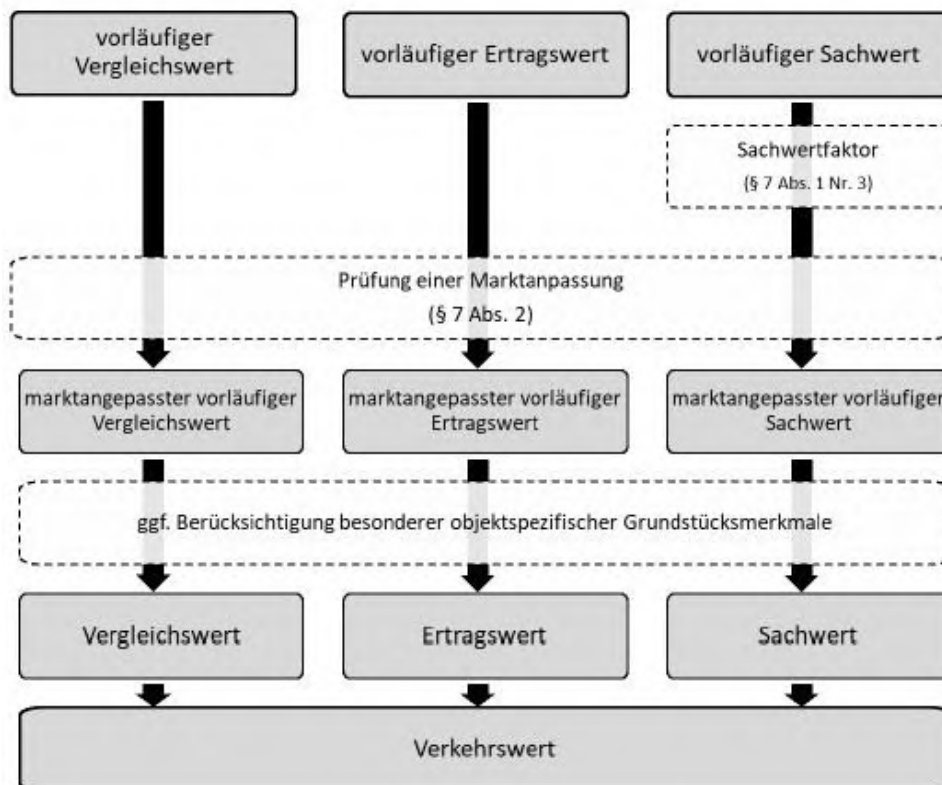 vorläufiger
Vergleichswert
vorläufiger Ertragswert
vorläufiger Sachwert
Sachwertfaktor
(§ 7 Abs. 1 Nr. 3)
Prüfung einer Marktanpassung
(§ 7 Abs. 2)
marktangepasster vorläufiger
Vergleichswert
marktangepasster vorläufiger
Ertragswert
marktangepasster vorläufiger
Sachwert
ggf. Berücksichtigung besonderer objektspezifischer Grundstücksmerkmale
Vergleichswert
Ertragswert
Sachwert
Verkehrswert